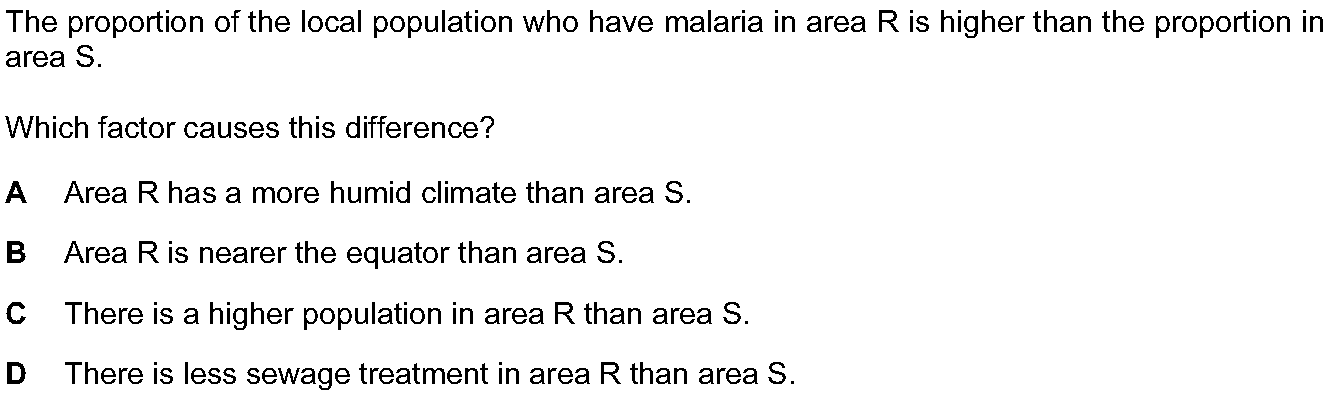 The proportion of the local population who have malaria in area R is higher than the proportion in
area S.
Which factor causes this difference?
A Area R has a more humid climate than area S.
B Area R is nearer the equator than area S.
C There is a higher population in area R than area S.
D There is less sewage treatment in area R than area S.